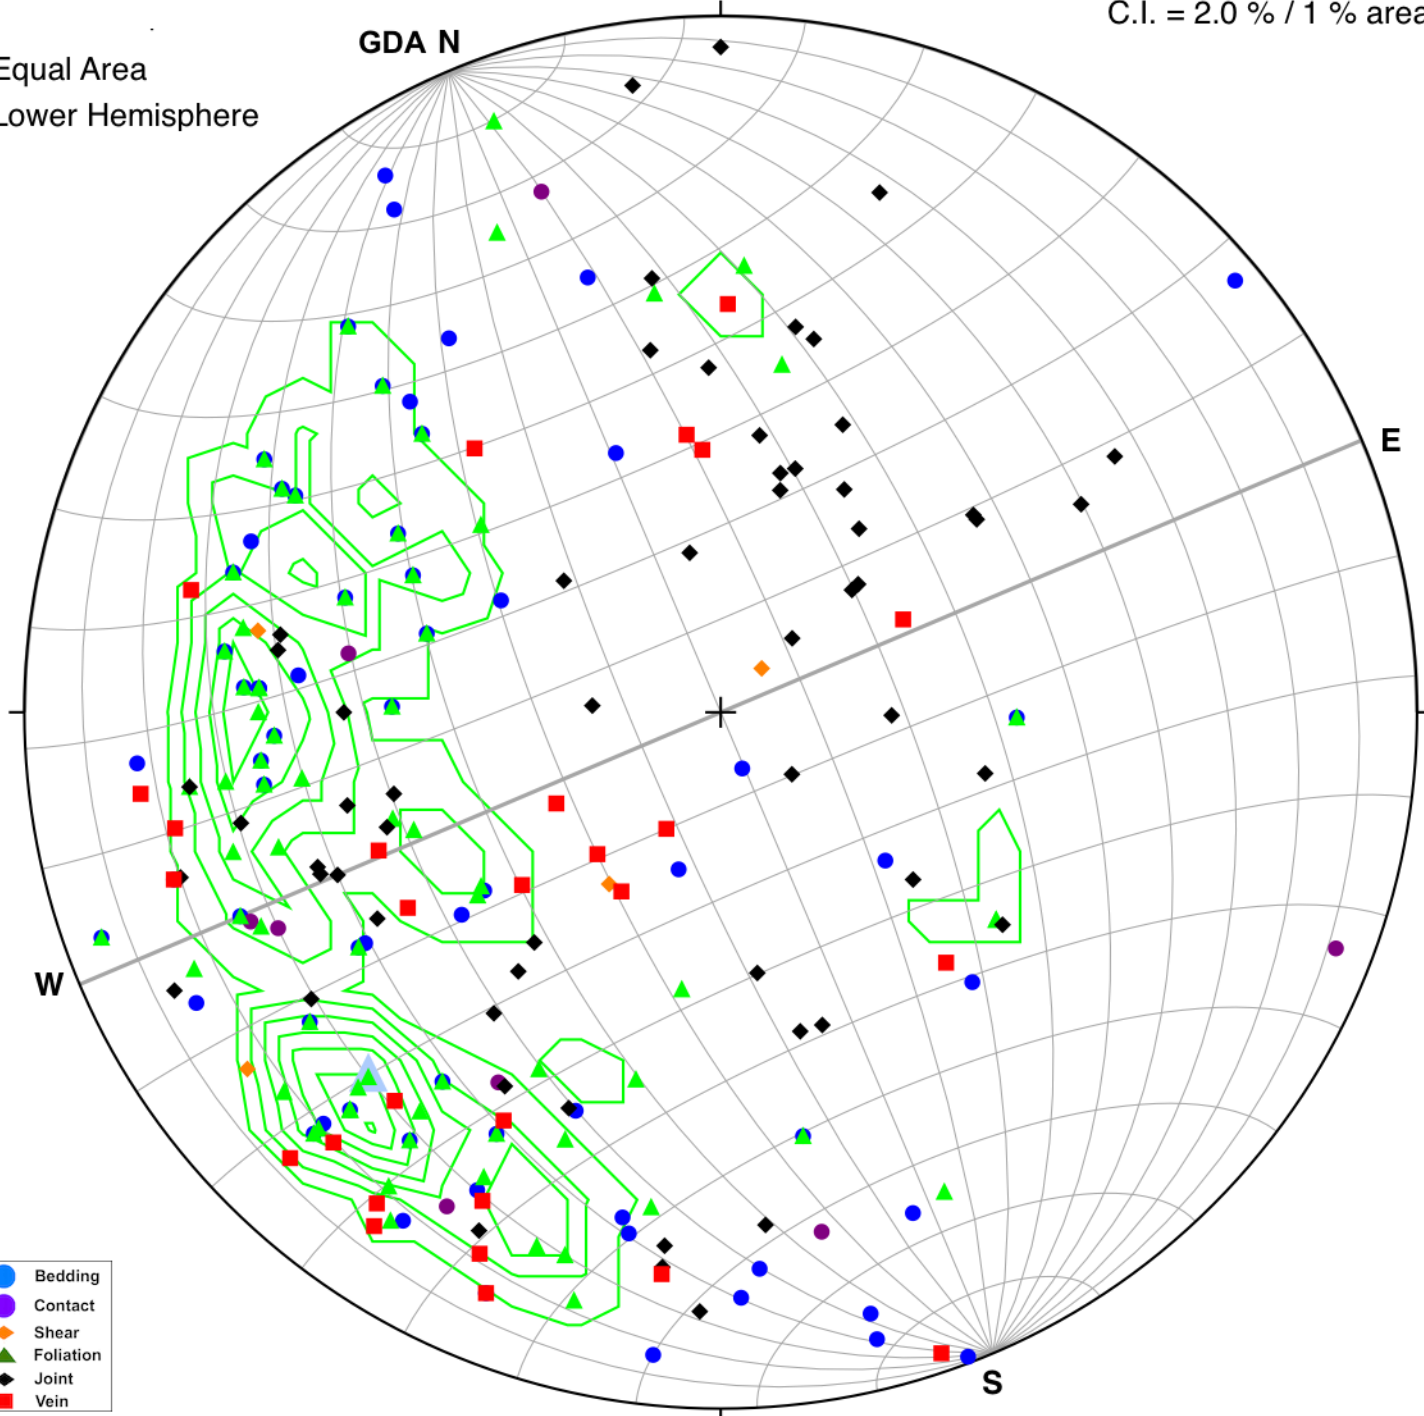 C.I. = 2.0 % / 1 % area
GDA N
Equal Area
Lower Hemisphere
E
W
S
Bedding
Contact
Shear
Foliation
Joint
Vein